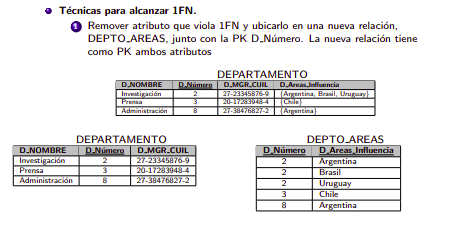 Técnicas para alcanzar 1FN.
1 Remover atributo que viola 1FN y ubicarlo en una nueva relación,
DEPTO_AREAS, junto con la PK D_Número. La nueva relación tiene
como PK ambos atributos
DEPARTAMENTO
D_NOMBRE D_Número D_MGR_CUIL D_Areas_Influencia
Investigación 2 27-23345876-9 {Argentina, Brasil, Uruguay}
Prensa 3 20-17283948-4 {Chile}
Administración 8 27-38476827-2 {Argentina}
DEPARTAMENTO
D_NOMBRE D_Número D_MGR_CUIL
Investigación 2 27-23345876-9
Prensa 3 20-17283948-4
Administración 8 27-38476827-2
DEPTO_AREAS
D_Número D_Areas_Influencia
2 Argentina
2 Brasil
2 Uruguay
3 Chile
8 Argentina